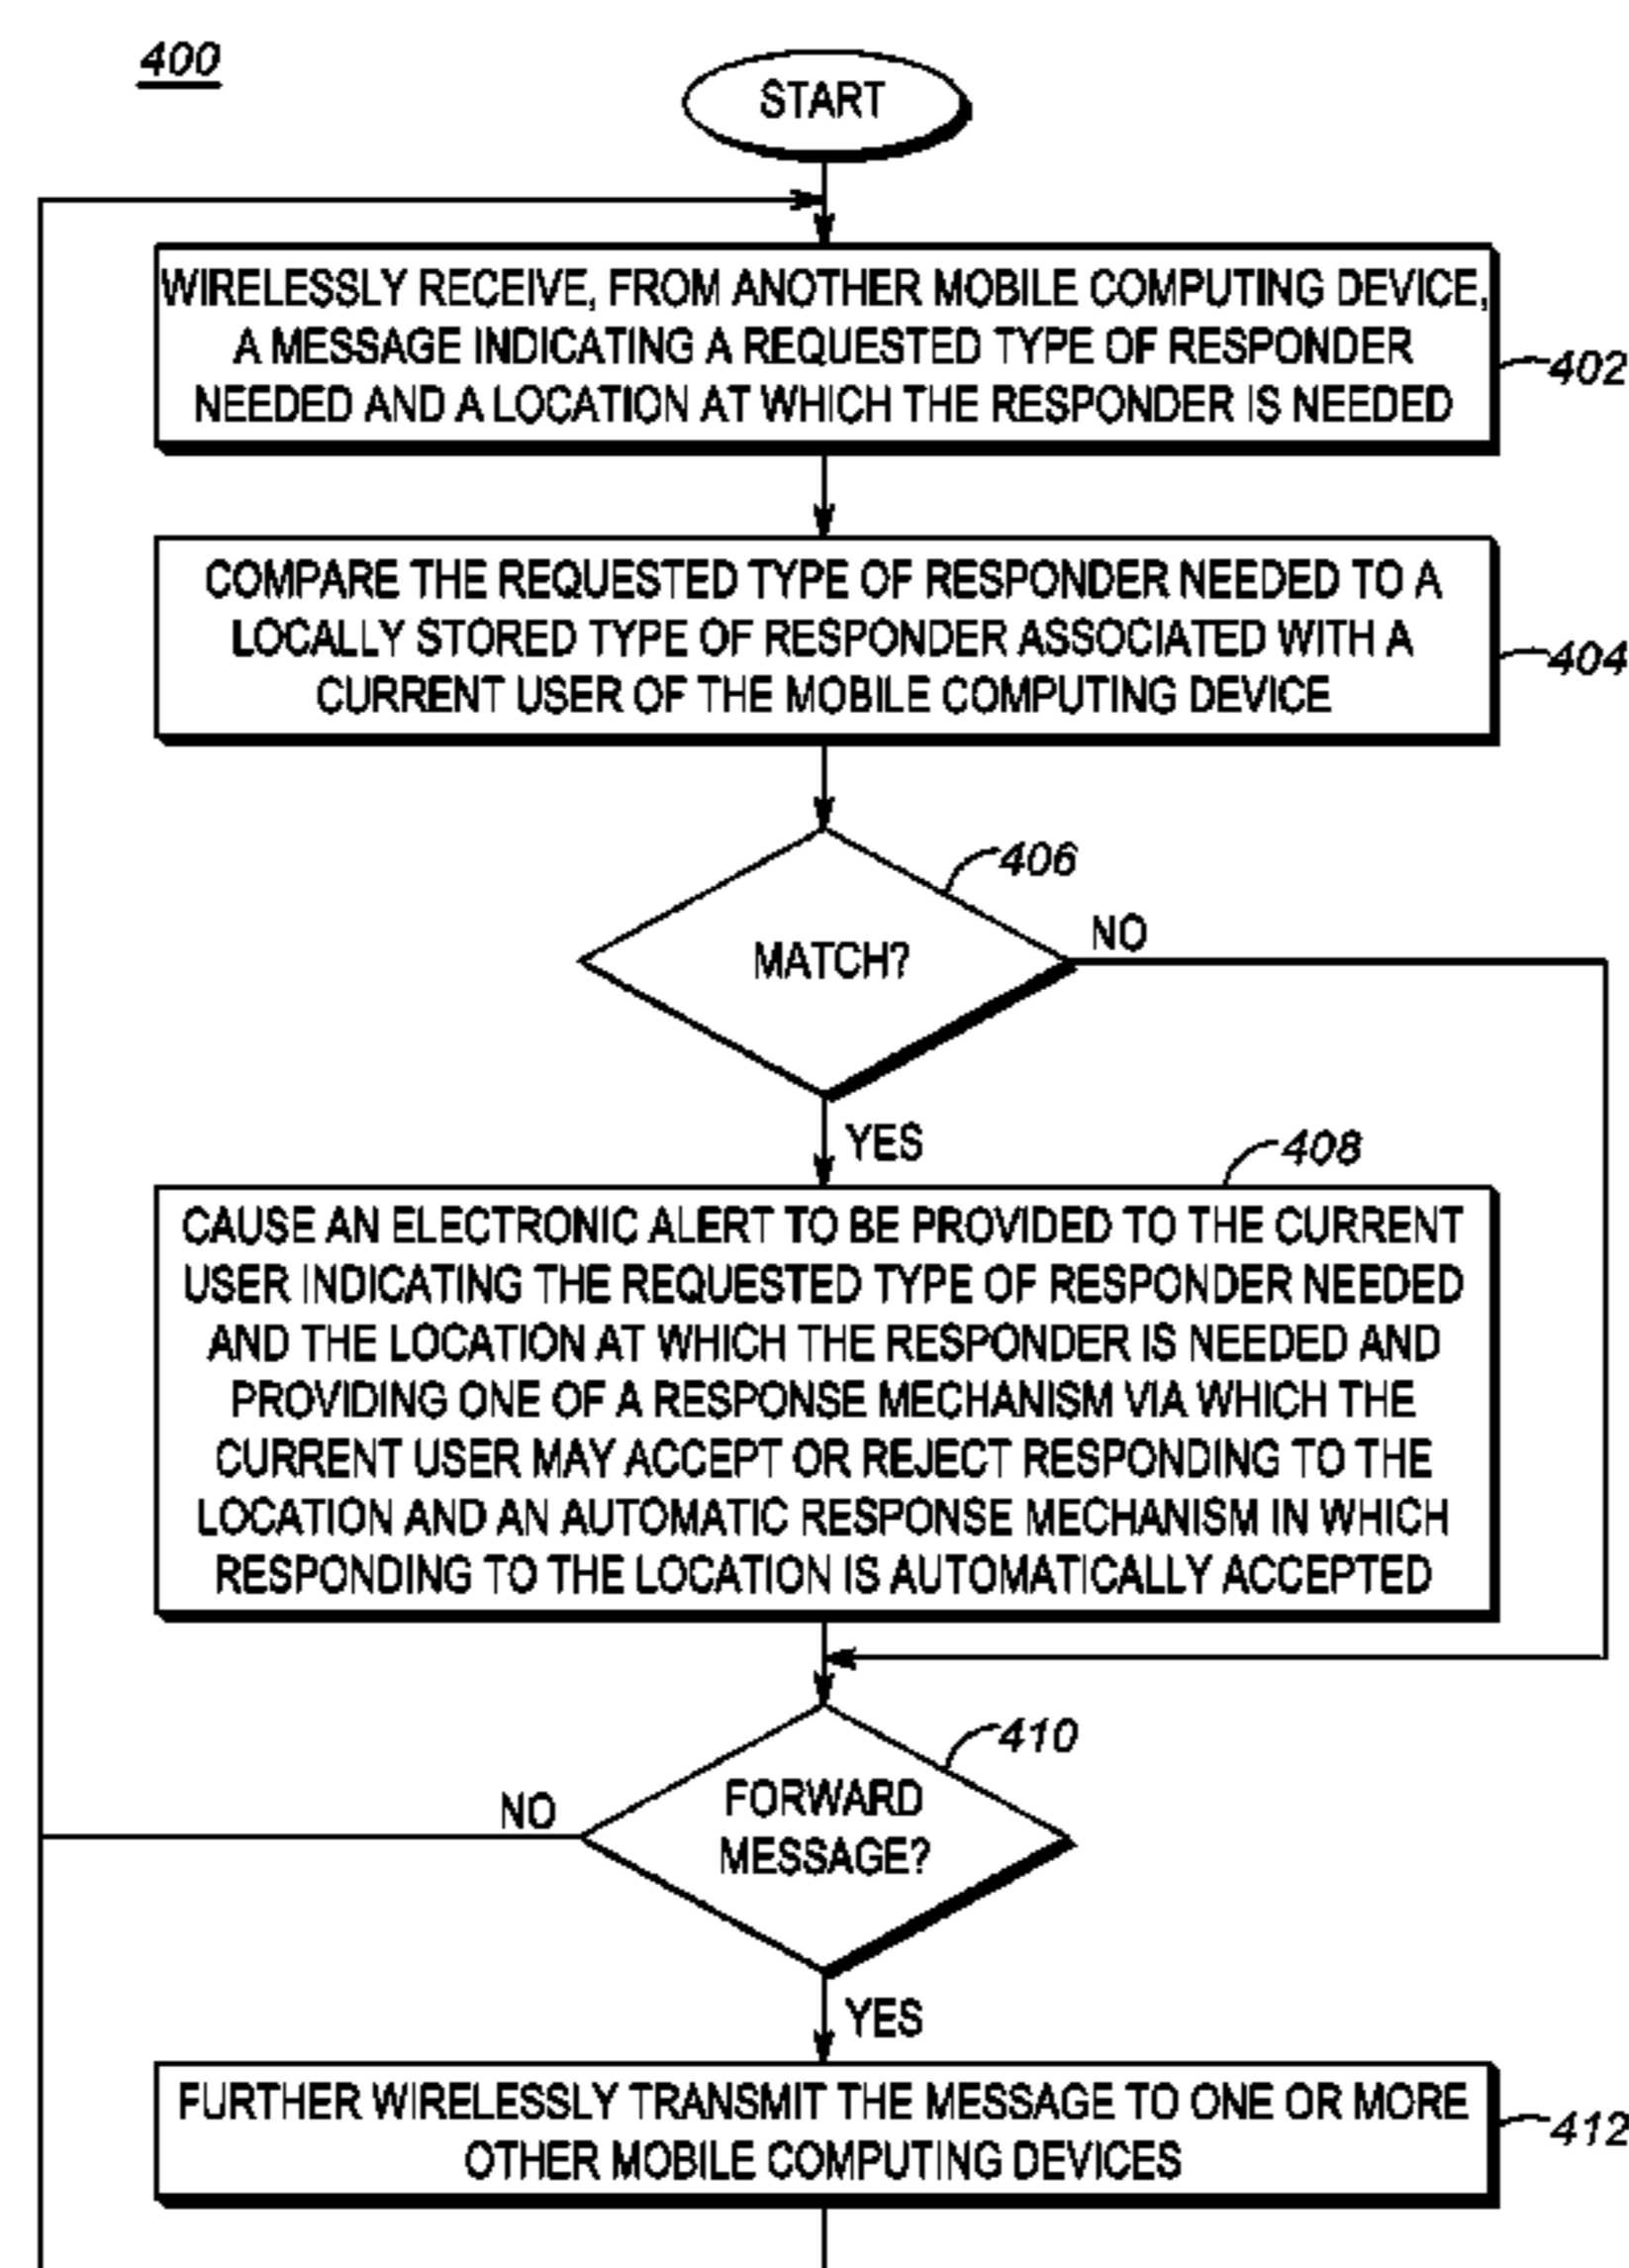 400
START
WIRELESSLY RECEIVE, FROM ANOTHER MOBILE COMPUTING DEVICE,
A MESSAGE INDICATING A REQUESTED TYPE OF RESPONDER
NEEDED AND A LOCATION AT WHICH THE RESPONDER IS NEEDED
402
COMPARE THE REQUESTED TYPE OF RESPONDER NEEDED TO A
LOCALLY STORED TYPE OF RESPONDER ASSOCIATED WITH A
CURRENT USER OF THE MOBILE COMPUTING DEVICE
404
406
MATCH?
NO
YES
408
CAUSE AN ELECTRONIC ALERT TO BE PROVIDED TO THE CURRENT
USER INDICATING THE REQUESTED TYPE OF RESPONDER NEEDED
AND THE LOCATION AT WHICH THE RESPONDER IS NEEDED AND
PROVIDING ONE OF A RESPONSE MECHANISM VIA WHICH THE
CURRENT USER MAY ACCEPT OR REJECT RESPONDING TO THE
LOCATION AND AN AUTOMATIC RESPONSE MECHANISM IN WHICH
RESPONDING TO THE LOCATION IS AUTOMATICALLY ACCEPTED
410
FORWARD
MESSAGE?
NO
YES
FURTHER WIRELESSLY TRANSMIT THE MESSAGE TO ONE OR MORE
OTHER MOBILE COMPUTING DEVICES
412